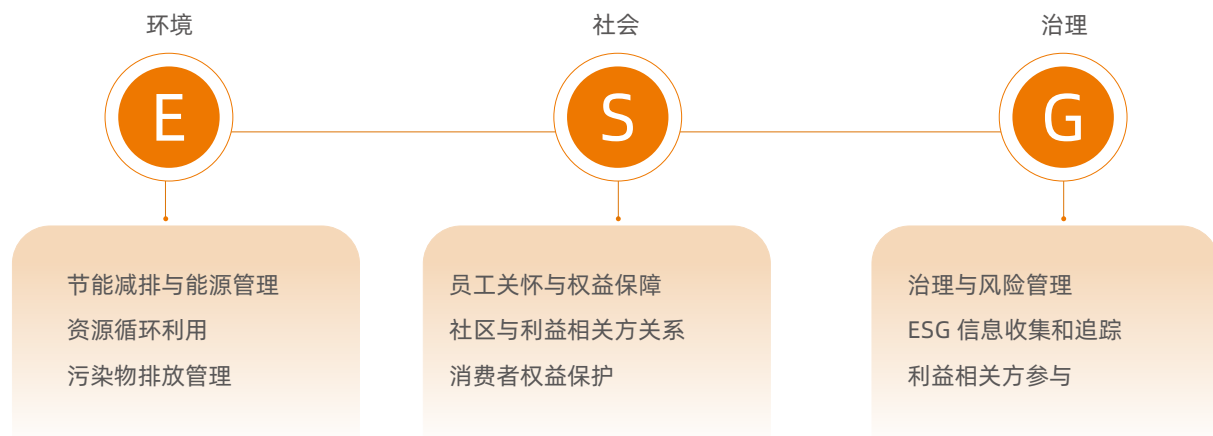 环境
E
节能减排与能源管理
资源循环利用
污染物排放管理
社会
S
员工关怀与权益保障
社区与利益相关方关系
消费者权益保护
治理
G
治理与风险管理
ESG 信息收集和追踪
利益相关方参与